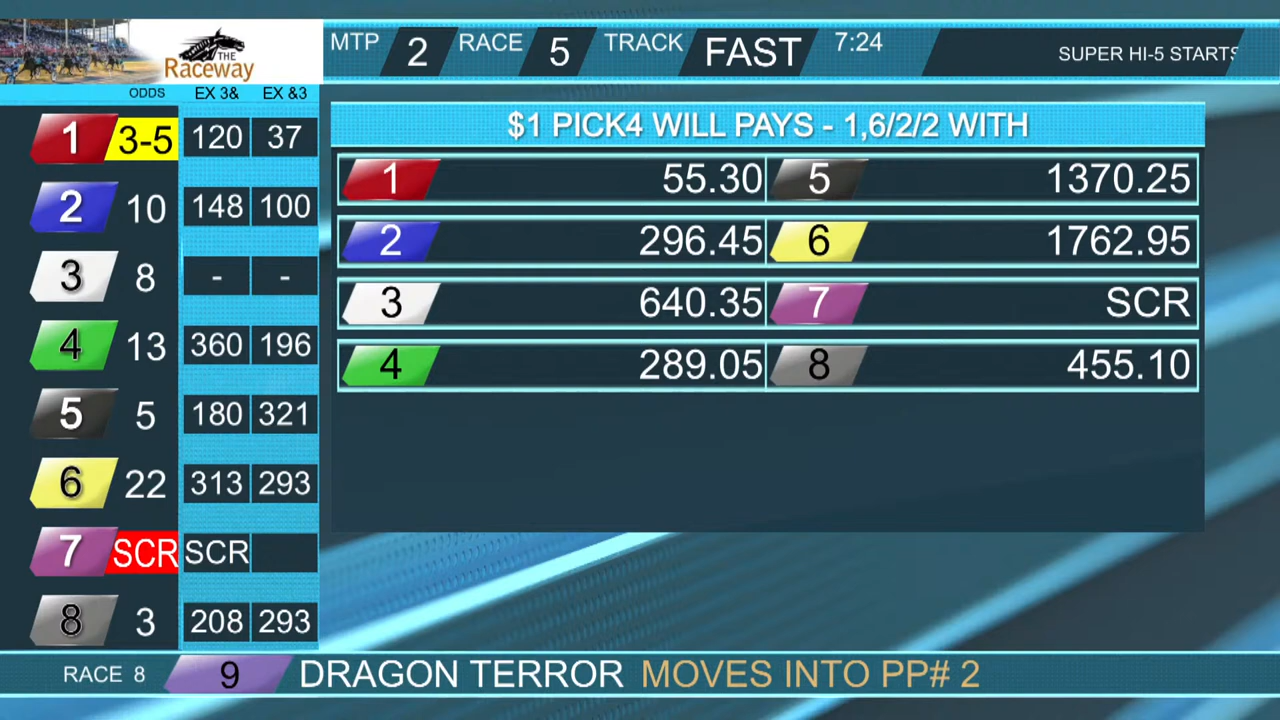 THE
Raceway
MTP 2 RACE 5 TRACK FAST 7:24 SUPER HI-5 STARTS
ODDS EX 3& EX &3
1 3-5 120 37
2 10 148 100
3 8 - -
4 13 360 196
5 5 180 321
6 22 313 293
7 SCR SCR
8 3 208 293
$1 PICK4 WILL PAYS - 1,6/2/2 WITH
1 55.30 5 1370.25
2 296.45 6 1762.95
3 640.35 7 SCR
4 289.05 8 455.10
RACE 8 9 DRAGON TERROR MOVES INTO PP# 2